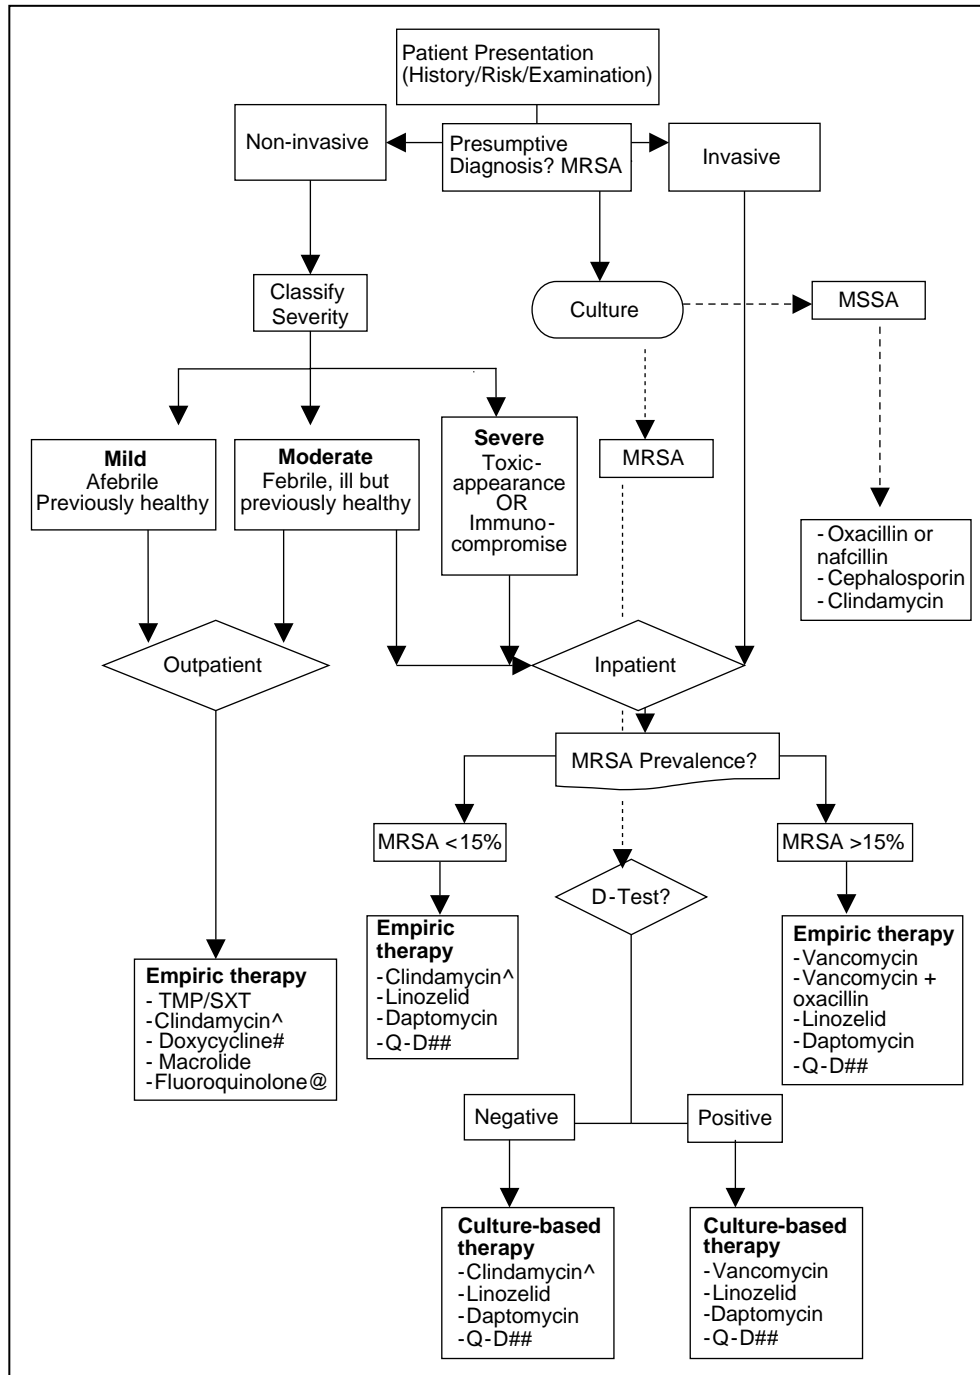 Patient Presentation
(History/Risk/Examination)
Non-invasive
Presumptive
Diagnosis? MRSA
Invasive
Classify
Severity
Culture
MSSA
Mild
Afebrile
Previously healthy
Moderate
Febrile, ill but
previously healthy
Severe
Toxic-
appearance
OR
Immuno-
compromise
MRSA
- Oxacillin or
nafcillin
- Cephalosporin
- Clindamycin
Outpatient
Inpatient
MRSA Prevalence?
MRSA <15%
MRSA >15%
D-Test?
Empiric therapy
- TMP/SXT
-Clindamycin^
- Doxycycline#
- Macrolide
-Fluoroquinolone@
Empiric
therapy
-Clindamycin^
-Linozelid
-Daptomycin
-Q-D##
Empiric therapy
-Vancomycin
-Vancomycin +
oxacillin
-Linozelid
-Daptomycin
-Q-D##
Negative
Positive
Culture-based
therapy
-Clindamycin^
-Linozelid
-Daptomycin
-Q-D##
Culture-based
therapy
-Vancomycin
-Linozelid
-Daptomycin
-Q-D##